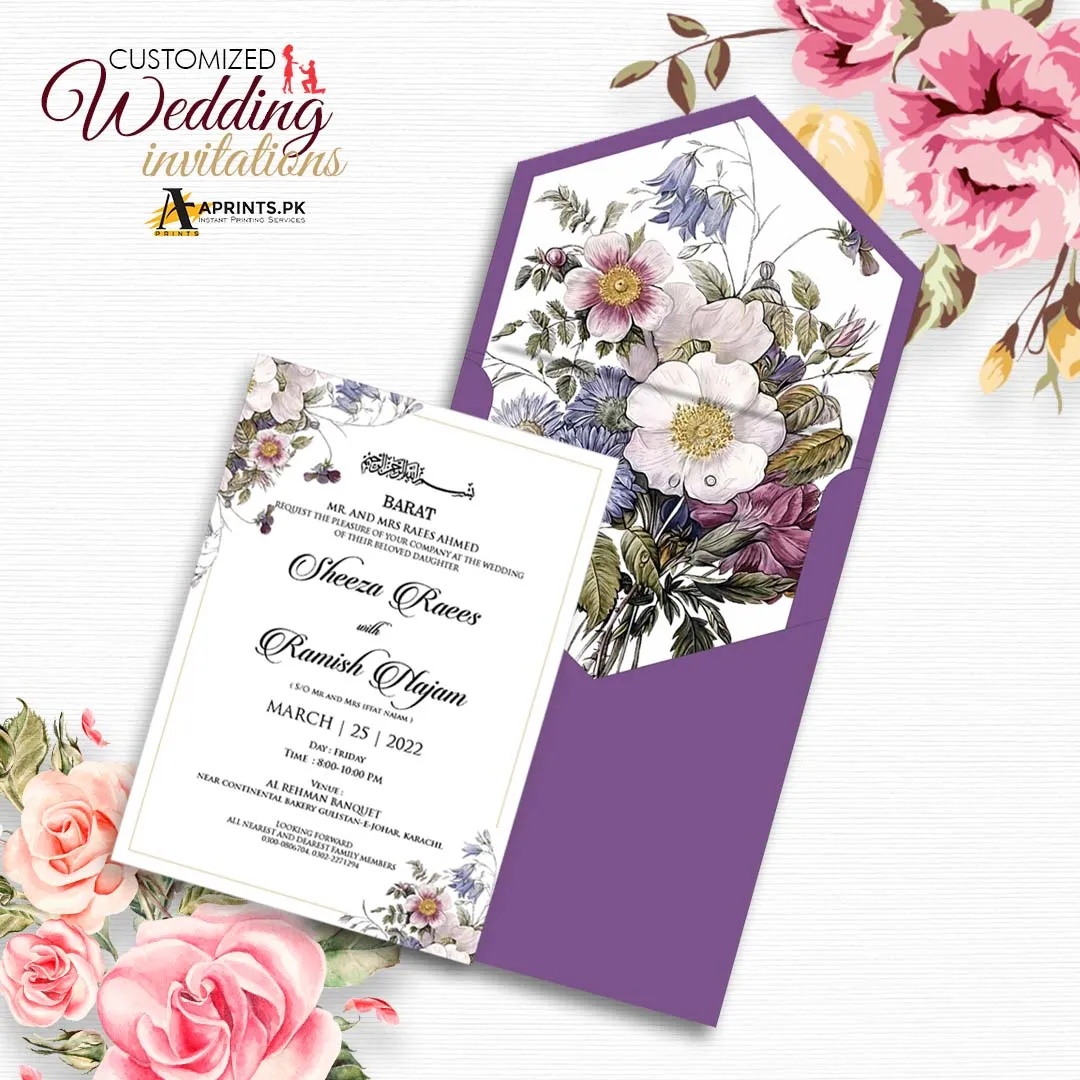 CUSTOMIZED
Wedding
invitations
APRINTS.PK
INSTANT PRINTING SERVICES
PRINTS
بسم الله الرحمن الرحيم
BARAT
MR. AND MRS RAEES AHMED
REQUEST THE PLEASURE OF YOUR COMPANY AT THE WEDDING
OF THEIR BELOVED DAUGHTER
Sheeza Raees
with
Ramish Najam
( S/O MR AND MRS IFFAT NAJAM )
MARCH | 25 | 2022
DAY : FRIDAY
TIME : 8:00-10:00 PM
VENUE :
AL REHMAN BANQUET
NEAR CONTINENTAL BAKERY GULISTAN-E-JOHAR, KARACHI
LOOKING FORWARD
ALL NEAREST AND DEAREST FAMILY MEMBERS
0300-0806704, 0302-2271294